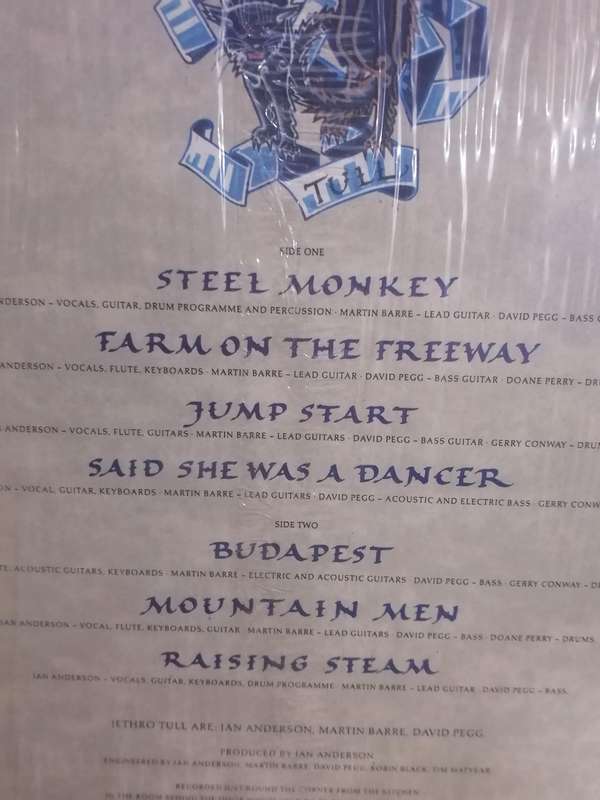 TULL
SIDE ONE
STEEL MONKEY
ANDERSON – VOCALS, GUITAR, DRUM PROGRAMME AND PERCUSSION · MARTIN BARRE – LEAD GUITAR · DAVID PEGG – BASS
FARM ON THE FREEWAY
ANDERSON – VOCALS, FLUTE, KEYBOARDS · MARTIN BARRE – LEAD GUITAR · DAVID PEGG – BASS GUITAR · DOANE PERRY –
JUMP START
ANDERSON – VOCALS, FLUTE, GUITARS · MARTIN BARRE – LEAD GUITARS · DAVID PEGG – BASS GUITAR · GERRY CONWAY –
SAID SHE WAS A DANCER
– VOCAL, GUITAR, KEYBOARDS · MARTIN BARRE – LEAD GUITARS · DAVID PEGG – ACOUSTIC AND ELECTRIC BASS · GERRY
SIDE TWO
BUDAPEST
ACOUSTIC GUITARS, KEYBOARDS · MARTIN BARRE – ELECTRIC AND ACOUSTIC GUITARS · DAVID PEGG – BASS · GERRY CONWAY –
MOUNTAIN MEN
IAN ANDERSON – VOCAL, FLUTE, KEYBOARDS, GUITAR · MARTIN BARRE – LEAD GUITARS · DAVID PEGG – BASS · DOANE PERRY – DRUMS.
RAISING STEAM
IAN ANDERSON – VOCALS, GUITAR, KEYBOARDS, DRUM PROGRAMME · MARTIN BARRE – LEAD GUITAR · DAVID PEGG – BASS.
JETHRO TULL ARE: IAN ANDERSON, MARTIN BARRE, DAVID PEGG.
PRODUCED BY IAN ANDERSON
ENGINEERED BY IAN ANDERSON, MARTIN BARRE, DAVID PEGG, ROBIN BLACK, TIM MATYEAR
RECORDED JUST ROUND THE CORNER FROM THE KITCHEN
IN THE ROOM BEHIND THE